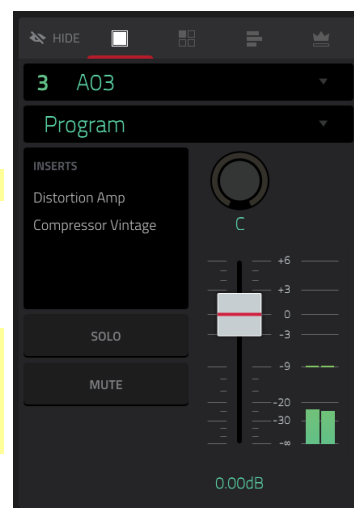 HIDE
3 A03
Program
INSERTS
Distortion Amp
Compressor Vintage
C
+6
+3
0
-3
-9
-20
-30
-∞
SOLO
MUTE
0.00dB